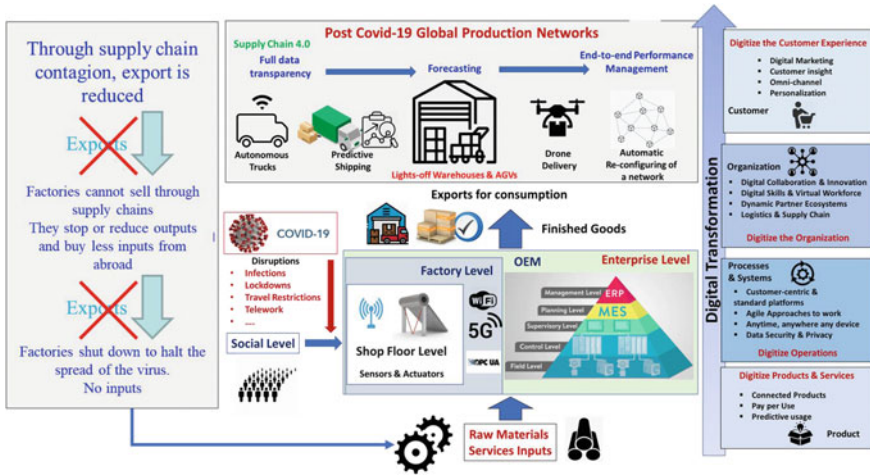 Through supply chain
contagion, export is
reduced
Exports
Factories cannot sell through
supply chains
They stop or reduce outputs
and buy less inputs from
abroad
Exports
Factories shut down to halt the
spread of the virus.
No inputs
Post Covid-19 Global Production Networks
Supply Chain 4.0
Full data
transparency
Forecasting
End-to-end Performance
Management
Autonomous
Trucks
Predictive
Shipping
Lights-off Warehouses & AGVs
Drone
Delivery
Automatic
Re-configuring of
a network
Exports for consumption
Finished Goods
COVID-19
Disruptions
• Infections
• Lockdowns
• Travel Restrictions
• Telework
• ....
Social Level
Factory Level
Shop Floor Level
Sensors & Actuators
WiFi
5G
OPC UA
OEM
Enterprise Level
Management Level
ERP
Planning Level
MES
Supervisory Level
Control Level
Field Level
Raw Materials
Services Inputs
Digital Transformation
Digitize the Customer Experience
▪ Digital Marketing
▪ Customer insight
▪ Omni-channel
▪ Personalization
Customer
Organization
▪ Digital Collaboration & Innovation
▪ Digital Skills & Virtual Workforce
▪ Dynamic Partner Ecosystems
▪ Logistics & Supply Chain
Digitize the Organization
Processes
& Systems
▪ Customer-centric &
standard platforms
▪ Agile Approaches to work
▪ Anytime, anywhere any device
▪ Data Security & Privacy
Digitize Operations
Digitize Products & Services
▪ Connected Products
▪ Pay per Use
▪ Predictive usage
Product